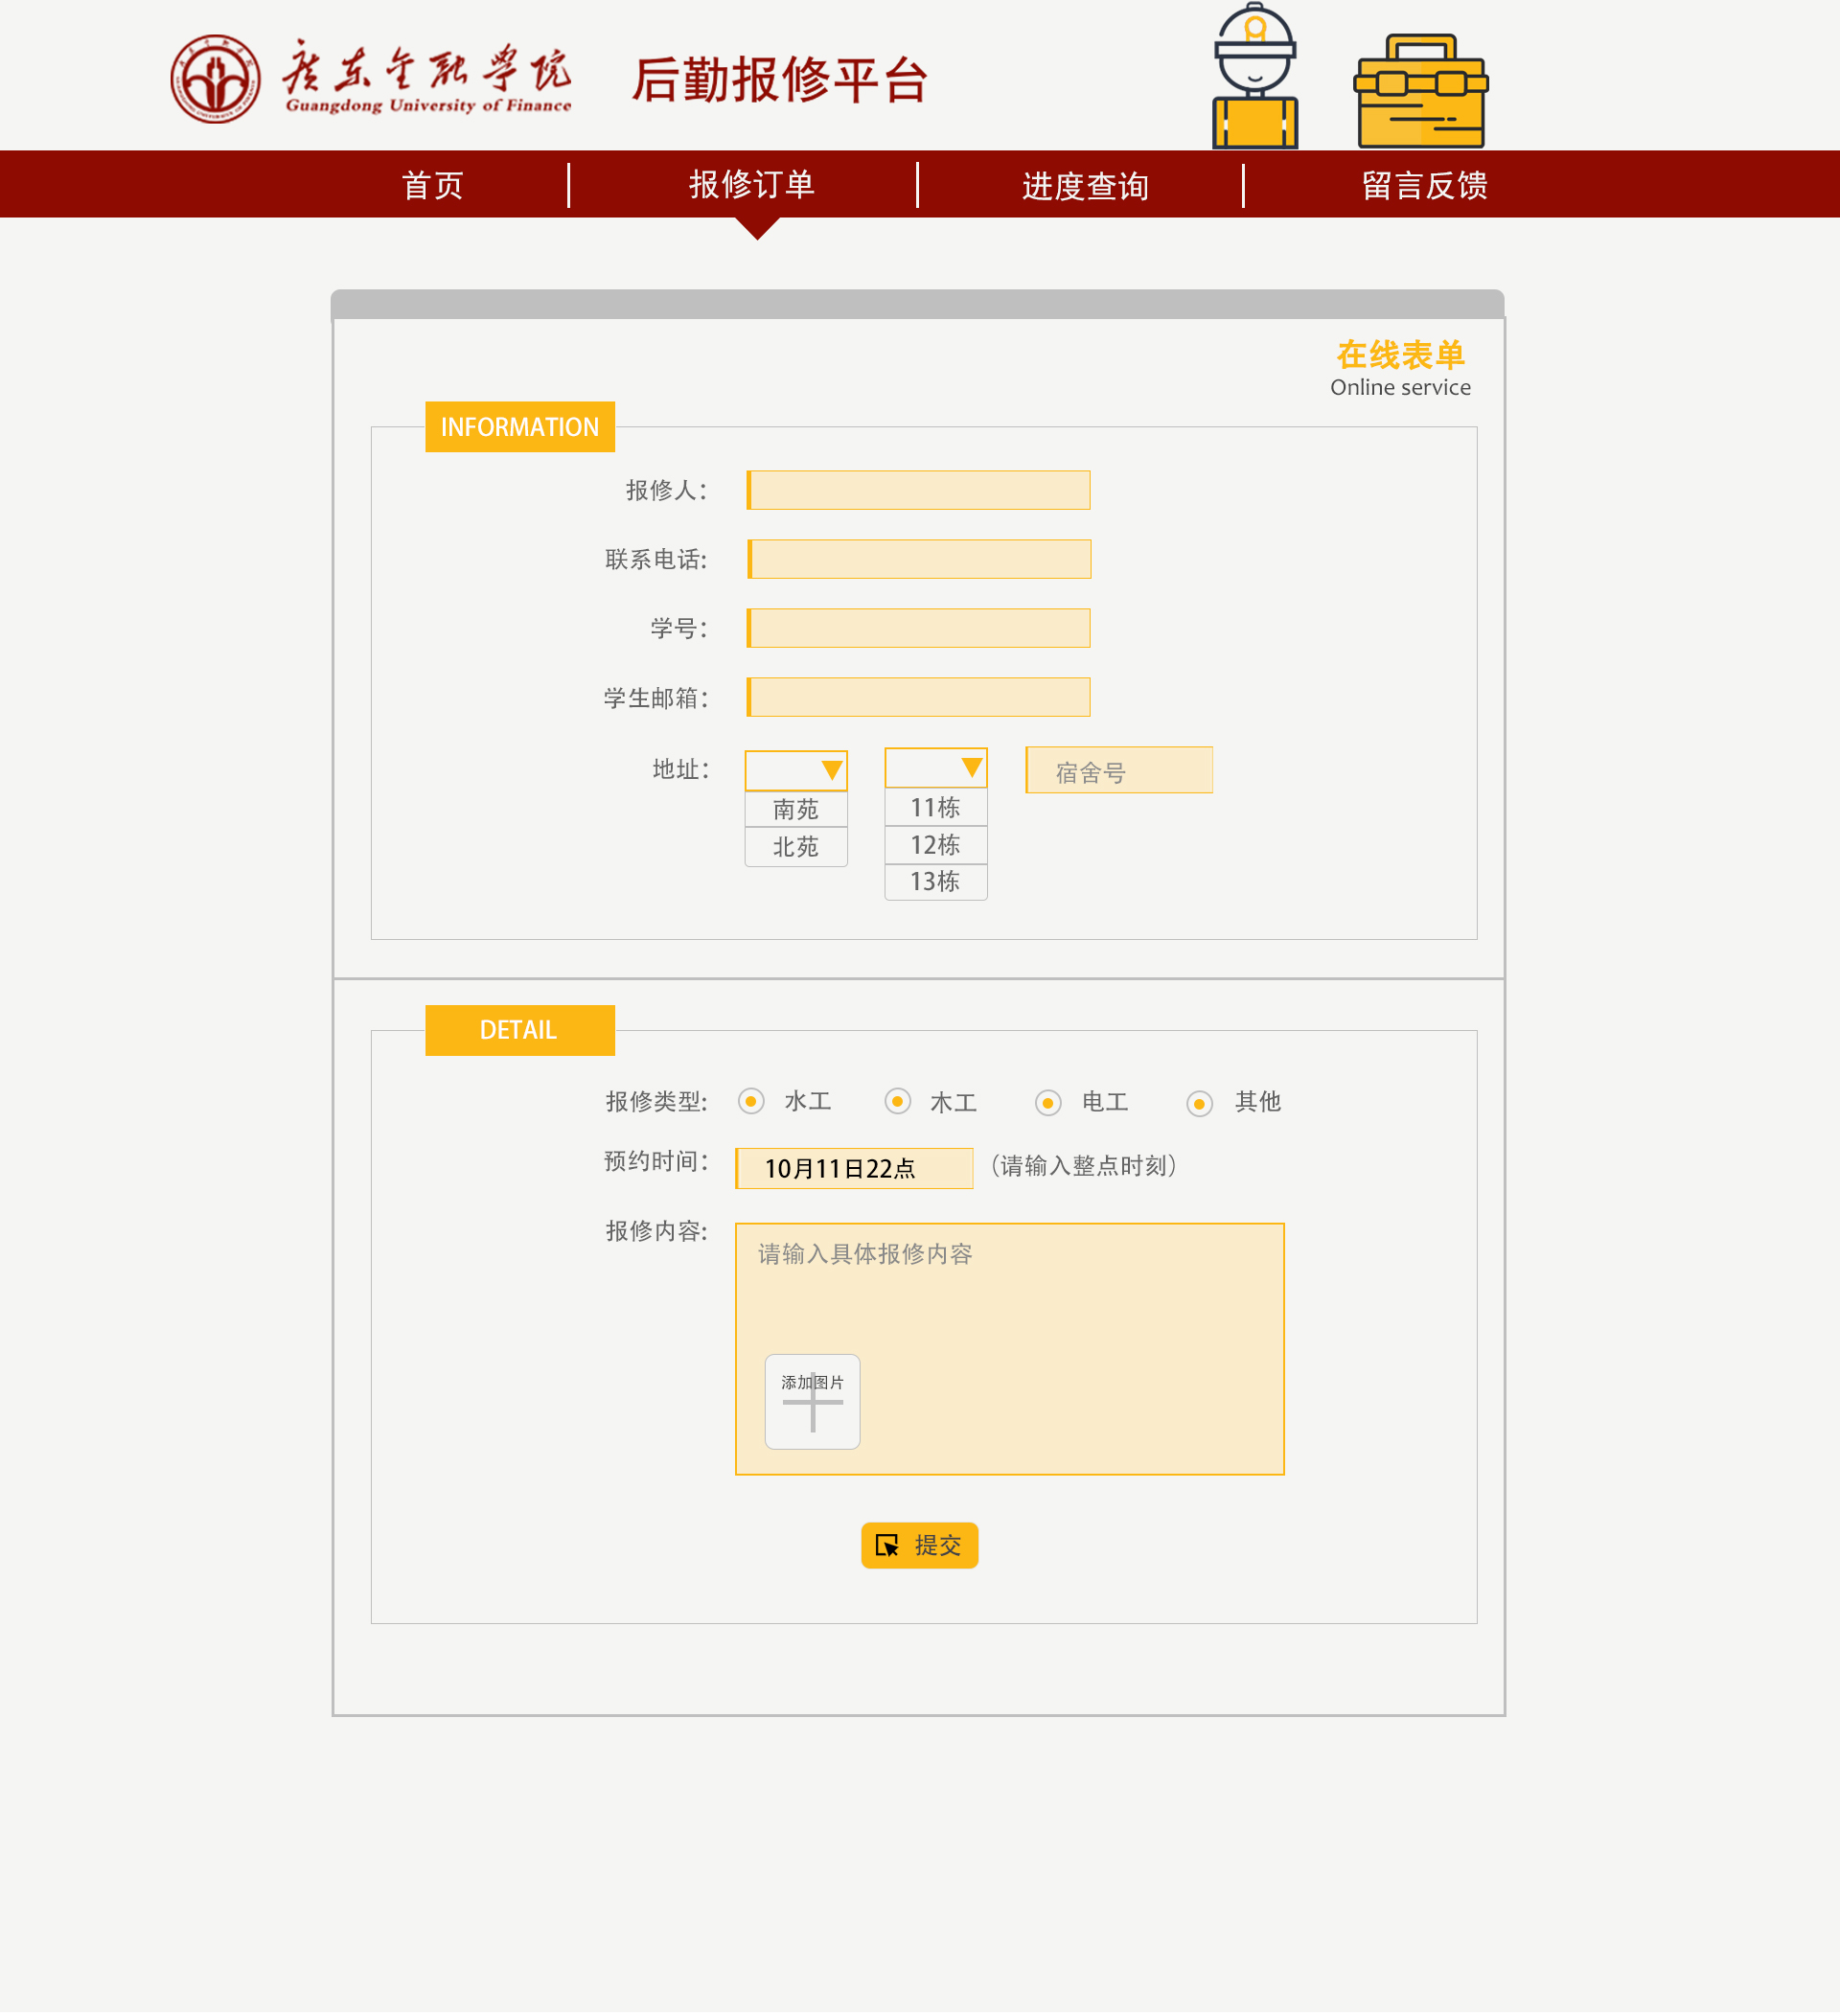 广东金融学院
Guangdong University of Finance
后勤报修平台
首页
报修订单
进度查询
留言反馈
在线表单
Online service
INFORMATION
报修人：
联系电话:
学号：
学生邮箱：
地址：
宿舍号
南苑
北苑
11栋
12栋
13栋
DETAIL
报修类型:
水工
木工
电工
其他
预约时间：
10月11日22点
（请输入整点时刻）
报修内容:
请输入具体报修内容
添加图片
提交